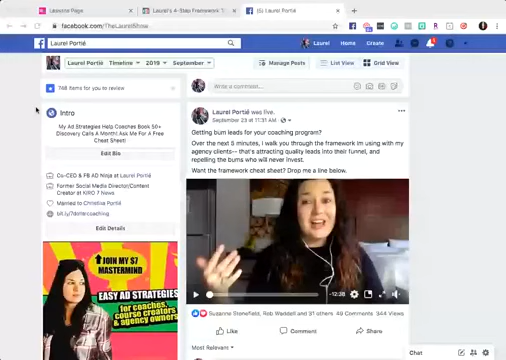 Lessons Page
Laurel's 4-Step Framework T
(5) Laurel Portié
facebook.com/TheLaurelShow
Laurel Portié
Laurel
Home
Create
Laurel Portié
Timeline
2019
September
Manage Posts
List View
Grid View
748 items for you to review
Write a comment...
Intro
My Ad Strategies Help Coaches Book 50+
Discovery Calls A Month! Ask Me For A Free
Cheat Sheet!
Edit Bio
Co-CEO & FB AD Ninja at Laurel Portié
Former Social Media Director/Content
Creator at KIRO 7 News
Married to Christina Portié
Edit Details
JOIN MY $7
MASTERMIND
EASY AD STRATEGIES
for coaches,
course creators
& agency owners
Laurel Portié was live.
September 23 at 11:31 AM
Getting bum leads for your coaching program?
Over the next 5 minutes, I walk you through the framework im using with my
agency clients-- that's attracting quality leads into their funnel, and
repelling the bums who will never invest.
Want the framework cheat sheet? Drop me a line below.
-12:28
Suzanne Stonefield, Rob Waddell and 31 others
49 Comments
344 Views
Like
Comment
Share
Most Relevant
Chat